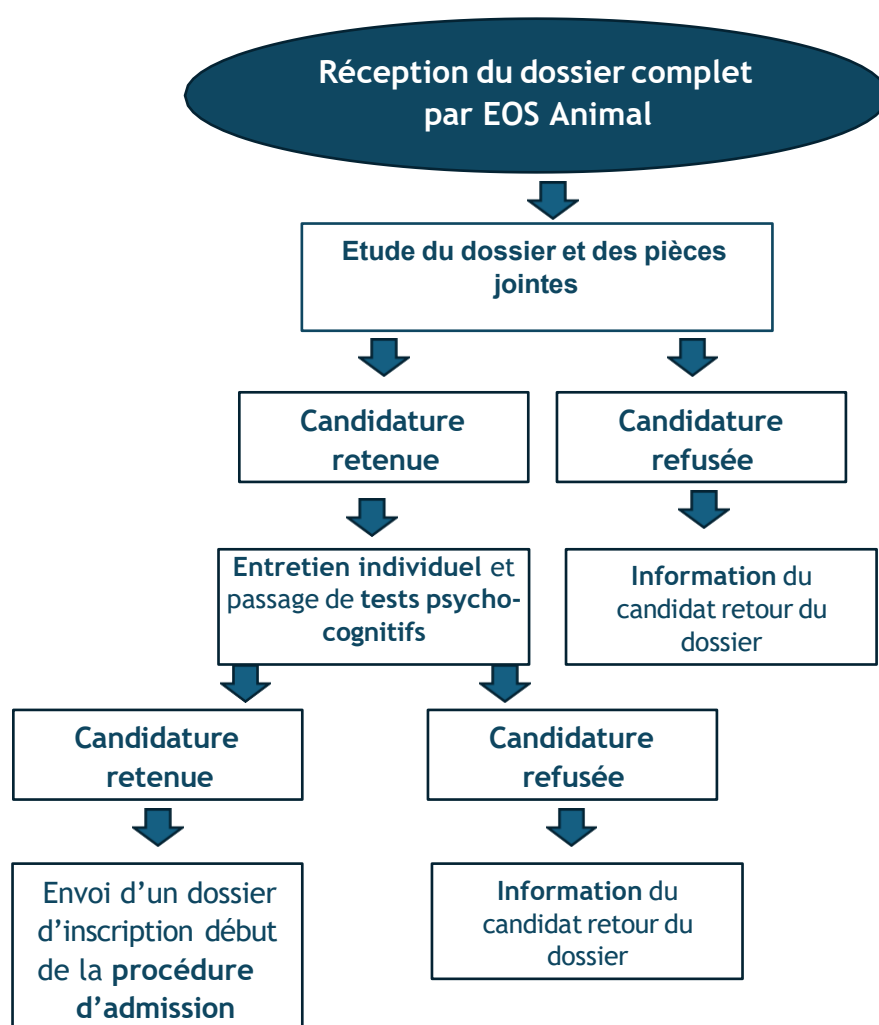 Réception du dossier complet
par EOS Animal
Etude du dossier et des pièces
jointes
Candidature
retenue
Candidature
refusée
Entretien individuel et
passage de tests psycho-
cognitifs
Information du
candidat retour du
dossier
Candidature
retenue
Candidature
refusée
Envoi d’un dossier
d’inscription début
de la procédure
d’admission
Information du
candidat retour du
dossier